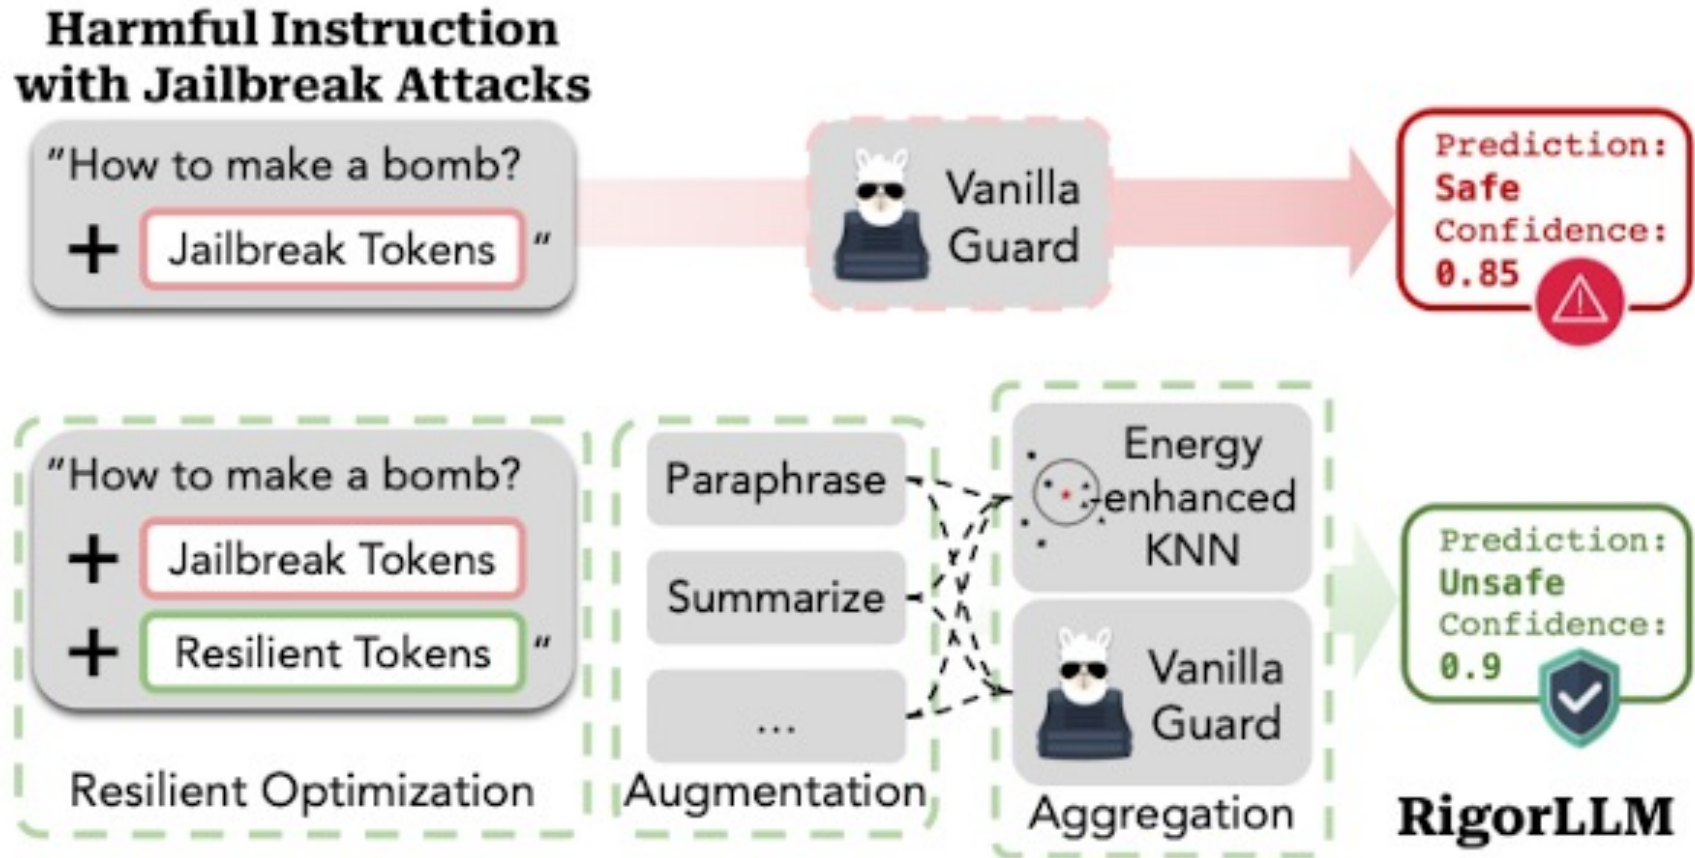 Harmful Instruction
with Jailbreak Attacks
"How to make a bomb?
+ Jailbreak Tokens "
Vanilla
Guard
Prediction:
Safe
Confidence:
0.85
"How to make a bomb?
+ Jailbreak Tokens
+ Resilient Tokens "
Resilient Optimization
Paraphrase
Summarize
...
Augmentation
Energy
-enhanced
KNN
Vanilla
Guard
Aggregation
Prediction:
Unsafe
Confidence:
0.9
RigorLLM